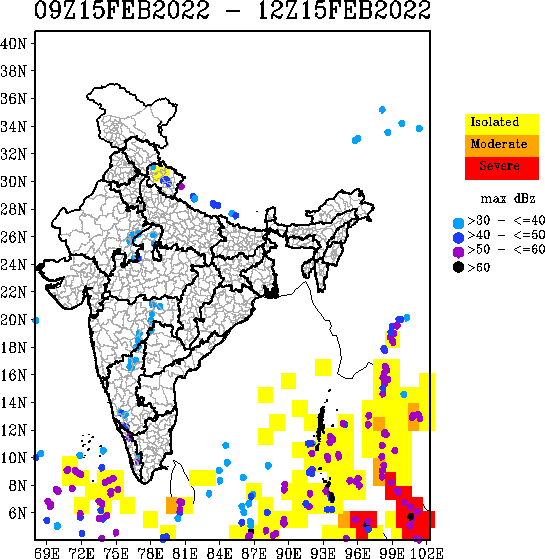 09Z15FEB2022 - 12Z15FEB2022
40N
38N
36N
34N
32N
30N
28N
26N
24N
22N
20N
18N
16N
14N
12N
10N
8N
6N
69E 72E 75E 78E 81E 84E 87E 90E 93E 96E 99E 102E
Isolated
Moderate
Severe
max dBz
>30 - <=40
>40 - <=50
>50 - <=60
>60